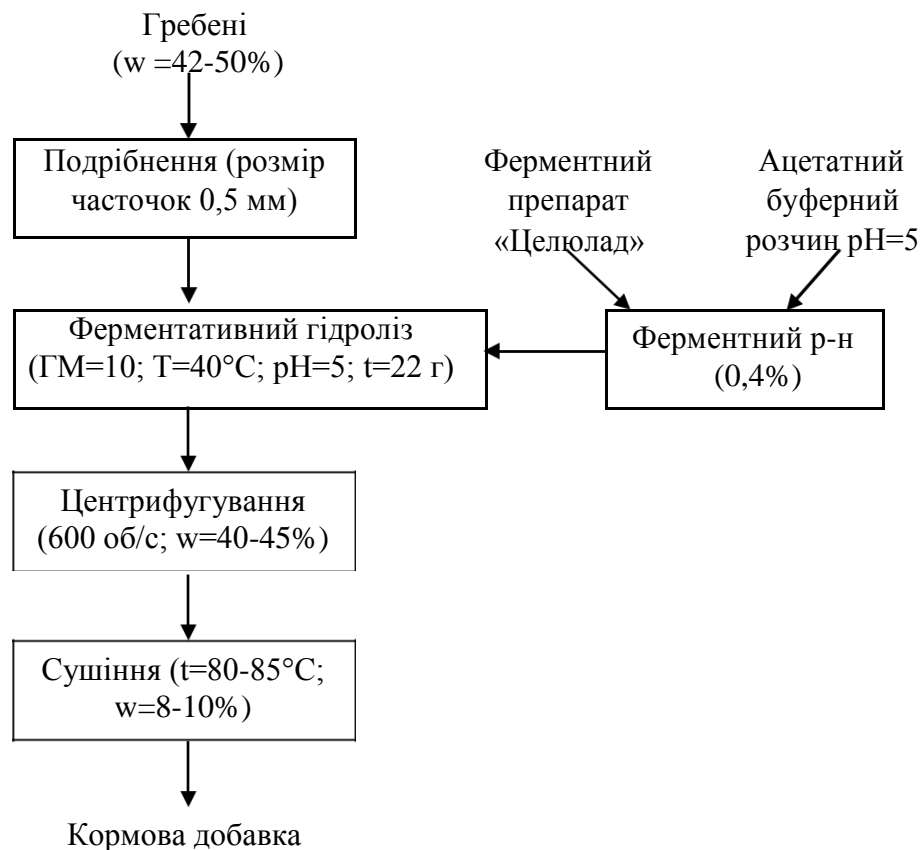 Гребені
(w =42-50%)
Подрібнення (розмір
часточок 0,5 мм)
Ферментний
препарат
«Целюлад»
Ацетатний
буферний
розчин рН=5
Ферментативний гідроліз
(ГМ=10; Т=40°С; рН=5; t=22 г)
Ферментний р-н
(0,4%)
Центрифугування
(600 об/с; w=40-45%)
Сушіння (t=80-85°С;
w=8-10%)
Кормова добавка